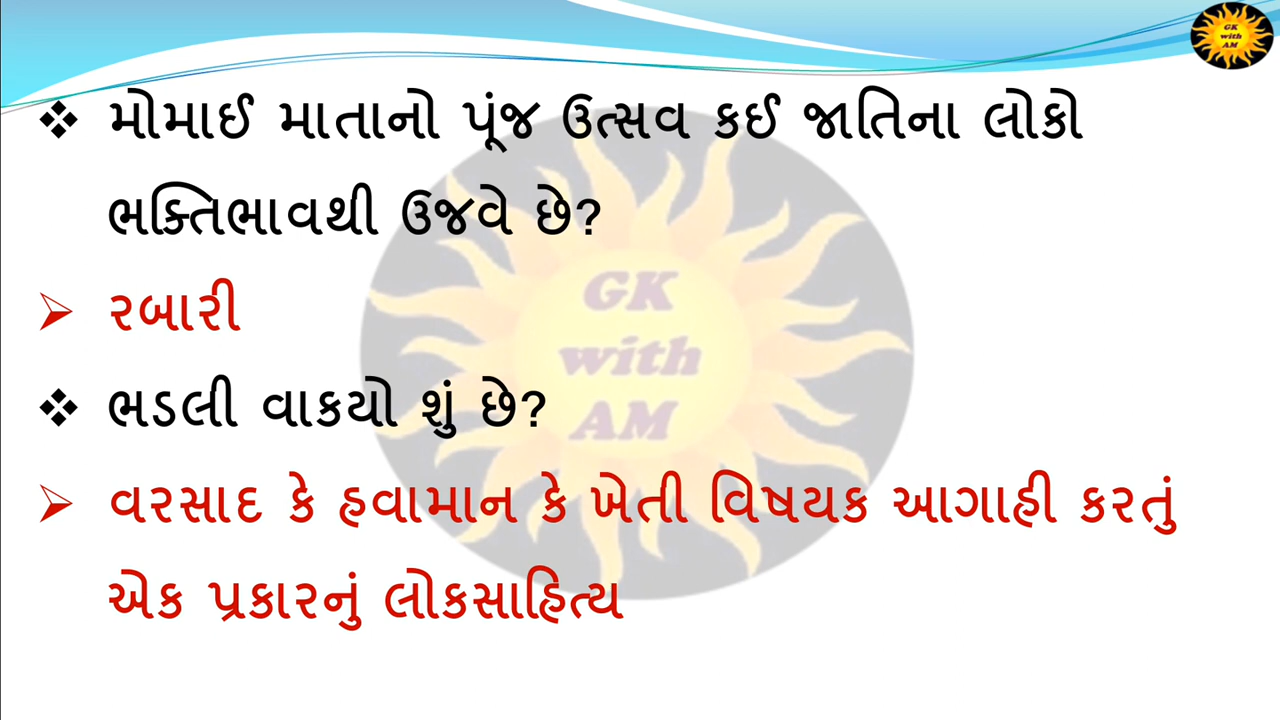 GK
with
AM
❖ મોમાઈ માતાનો પૂંજ ઉત્સવ કઈ જાતિના લોકો
ભક્તિભાવથી ઉજવે છે?
➢ રબારી
❖ ભડલી વાકયો શું છે?
➢ વરસાદ કે હવામાન કે ખેતી વિષયક આગાહી કરતું
એક પ્રકારનું લોકસાહિત્ય
GK
with
AM